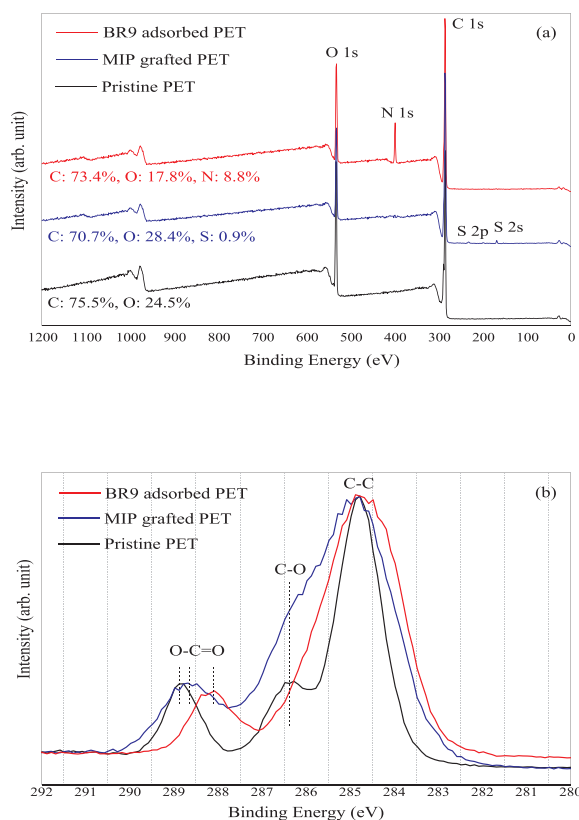 BR9 adsorbed PET
MIP grafted PET
Pristine PET
(a)
C 1s
O 1s
N 1s
S 2p
S 2s
C: 73.4%, O: 17.8%, N: 8.8%
C: 70.7%, O: 28.4%, S: 0.9%
C: 75.5%, O: 24.5%
Intensity (arb. unit)
1200 1100 1000 900 800 700 600 500 400 300 200 100 0
Binding Energy (eV)
BR9 adsorbed PET
MIP grafted PET
Pristine PET
(b)
C-C
C-O
O-C=O
Intensity (arb. unit)
292 291 290 289 288 287 286 285 284 283 282 281 280
Binding Energy (eV)